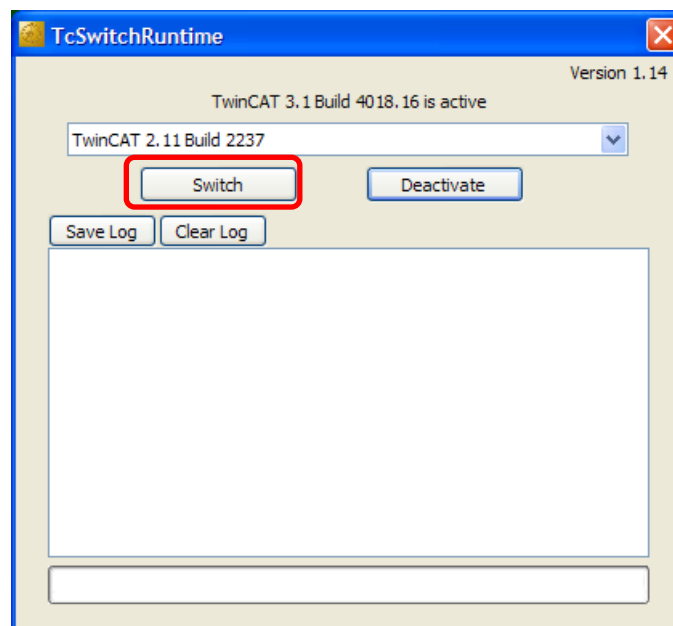 TcSwitchRuntime
Version 1.14
TwinCAT 3.1 Build 4018.16 is active
TwinCAT 2.11 Build 2237
Switch Deactivate
Save Log Clear Log